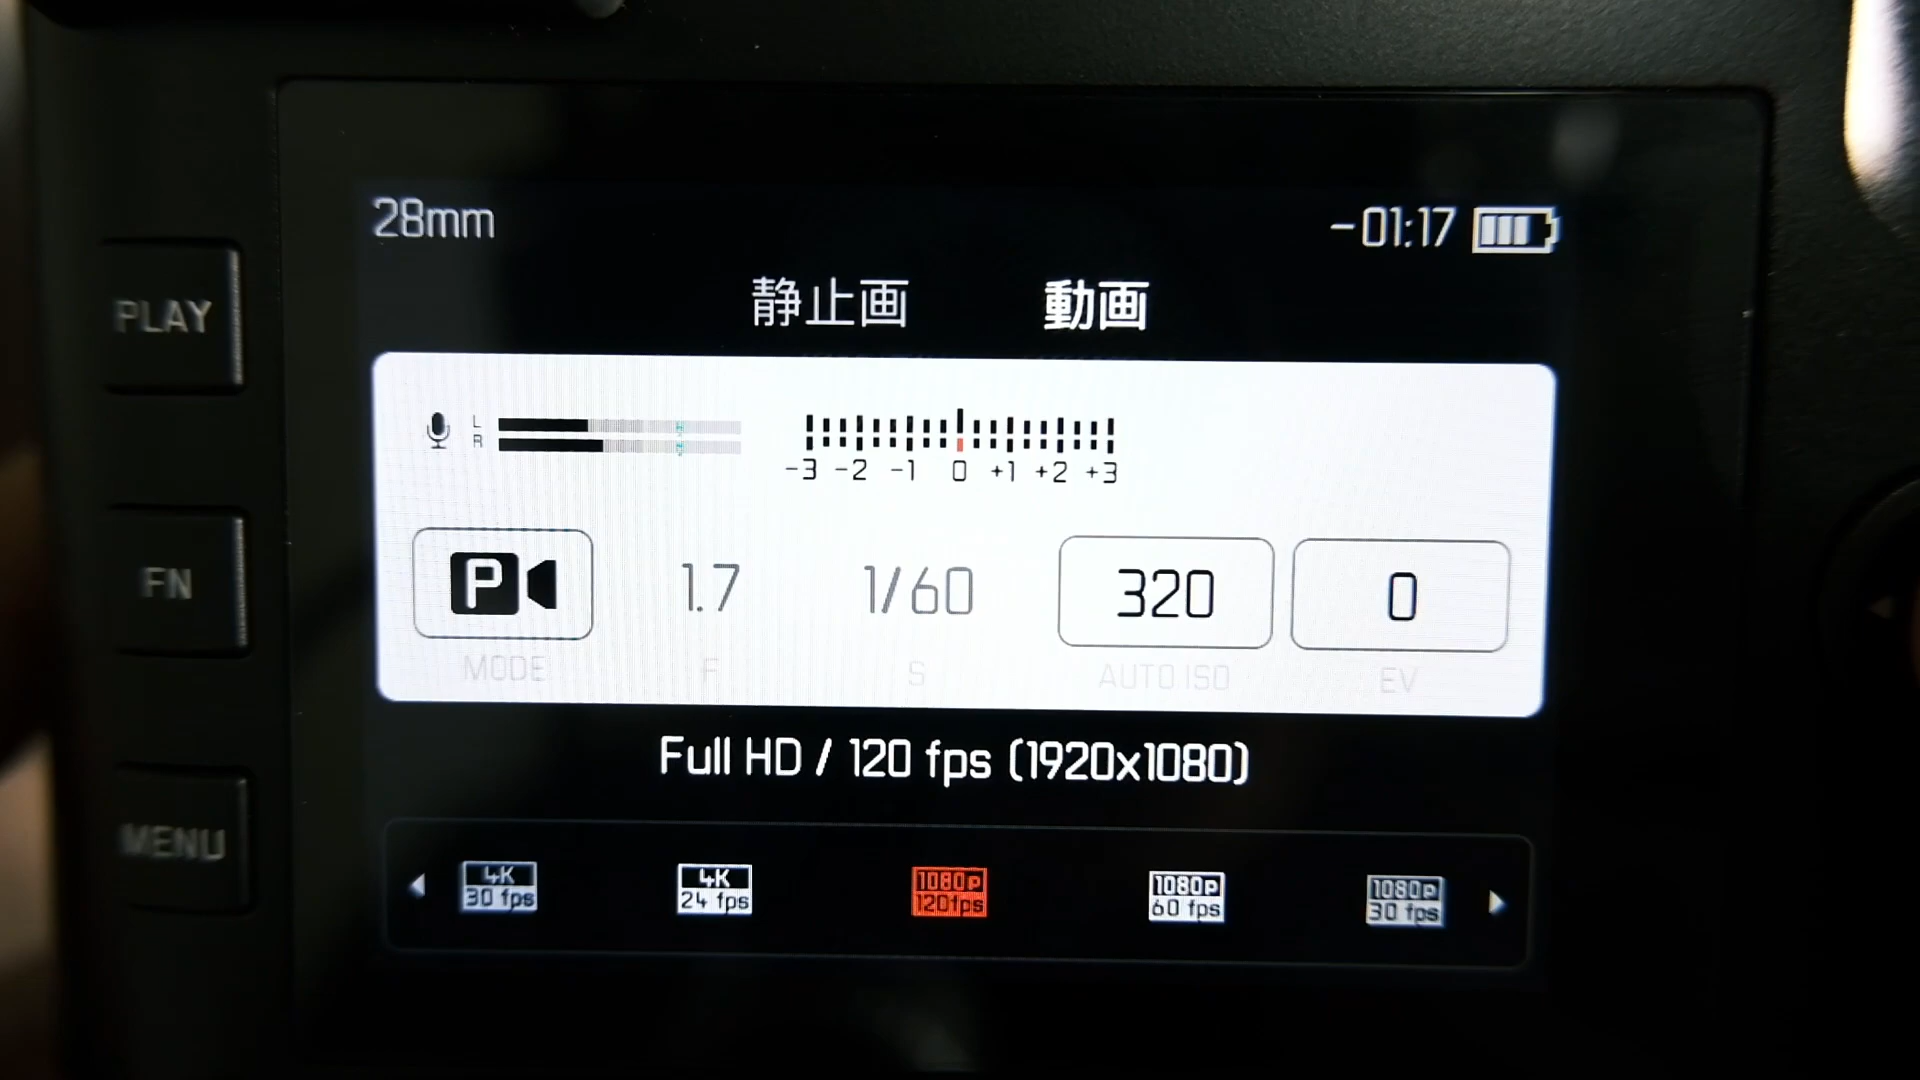 28mm
-01:17
静止画 動画
L
R
-3 -2 -1 0 +1 +2 +3
P 1.7 1/60 320 0
MODE F S AUTO ISO EV
Full HD / 120 fps (1920x1080)
4K 4K 1080p 1080p 1080p
30 fps 24 fps 120fps 60 fps 30 fps
PLAY
FN
MENU